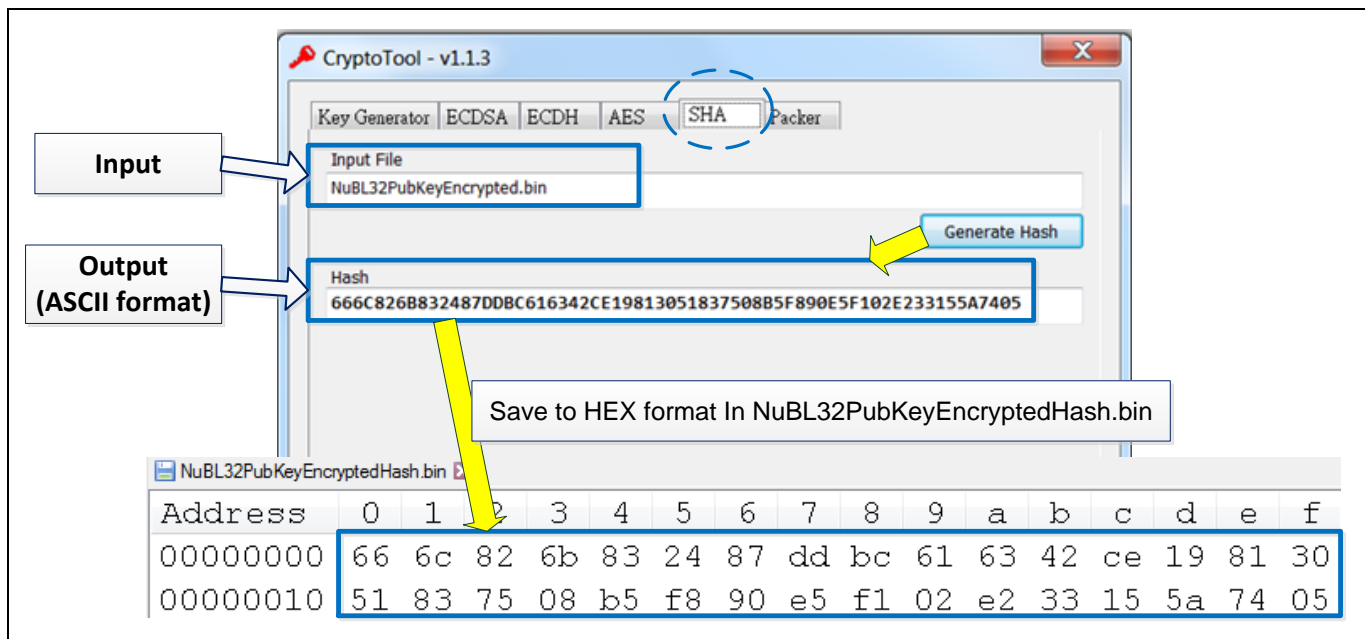 CryptoTool - v1.1.3
X
Key Generator ECDSA ECDH AES SHA Packer
Input
Input File
NuBL32PubKeyEncrypted.bin
Generate Hash
Output
(ASCII format)
Hash
666C826B832487DDBC616342CE19813051837508B5F890E5F102E233155A7405
Save to HEX format In NuBL32PubKeyEncryptedHash.bin
NuBL32PubKeyEncryptedHash.bin
Address 0 1 2 3 4 5 6 7 8 9 a b c d e f
00000000 66 6c 82 6b 83 24 87 dd bc 61 63 42 ce 19 81 30
00000010 51 83 75 08 b5 f8 90 e5 f1 02 e2 33 15 5a 74 05